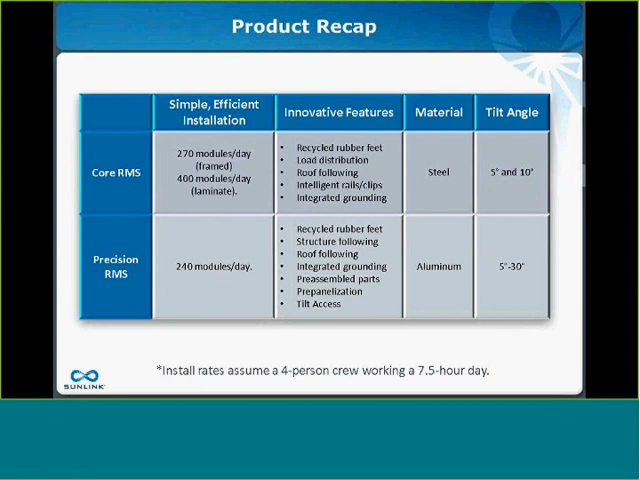 Product Recap
Simple, Efficient
Installation
Innovative Features
Material
Tilt Angle
Core RMS
270 modules/day
(framed)
400 modules/day
(laminate).
• Recycled rubber feet
• Load distribution
• Roof following
• Intelligent rails/clips
• Integrated grounding
Steel
5° and 10°
Precision
RMS
240 modules/day.
• Recycled rubber feet
• Structure following
• Roof following
• Integrated grounding
• Preassembled parts
• Prepanelization
• Tilt Access
Aluminum
5°-30°
*Install rates assume a 4-person crew working a 7.5-hour day.
SUNLINK